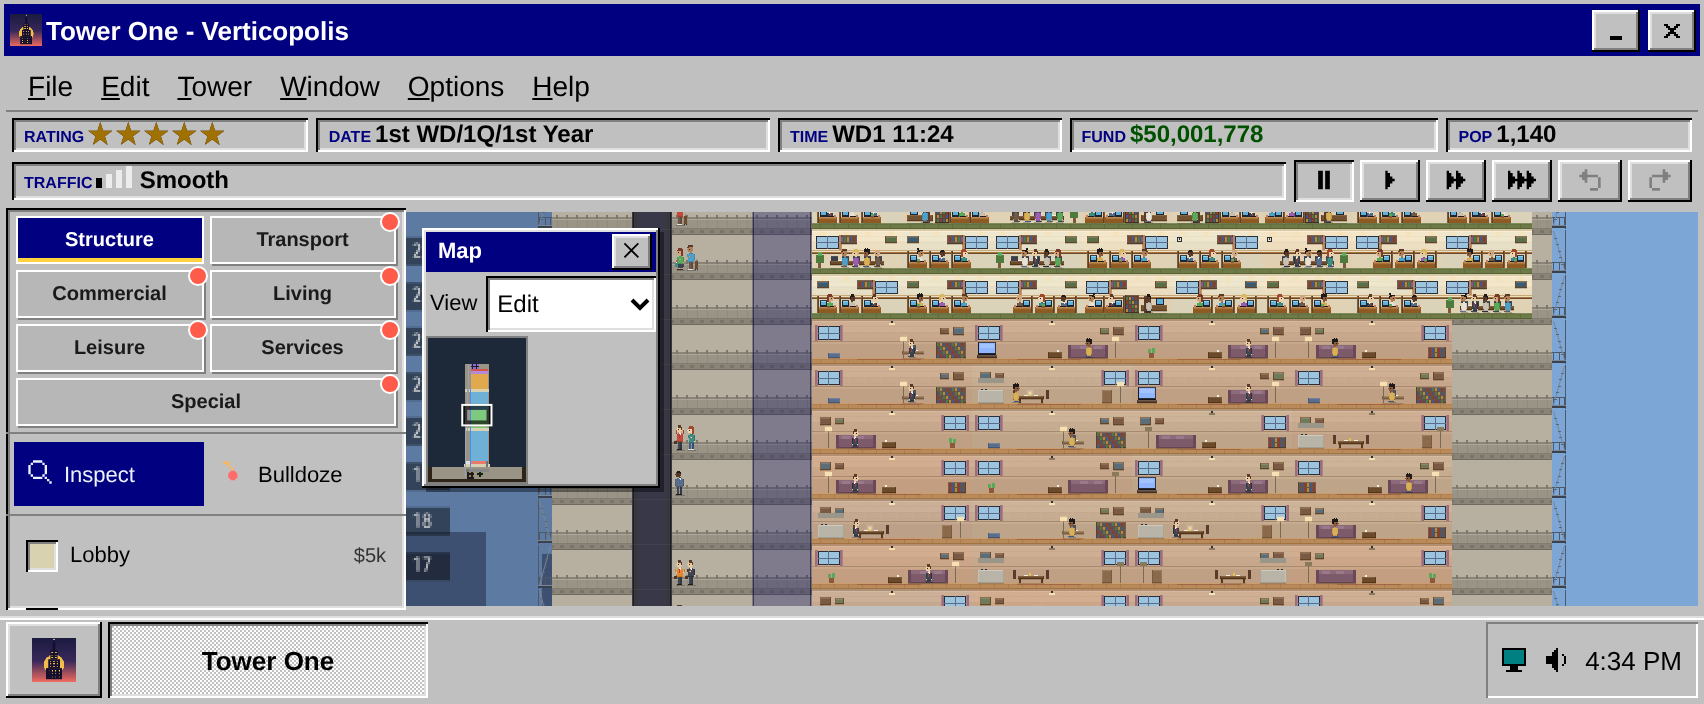 Tower One - Verticopolis
File Edit Tower Window Options Help
RATING DATE 1st WD/1Q/1st Year TIME WD1 11:24 FUND $50,001,778 POP 1,140
TRAFFIC Smooth
Structure Transport
Commercial Living
Leisure Services
Special
Inspect Bulldoze
Lobby $5k
Map
View Edit
18
17
Tower One 4:34 PM